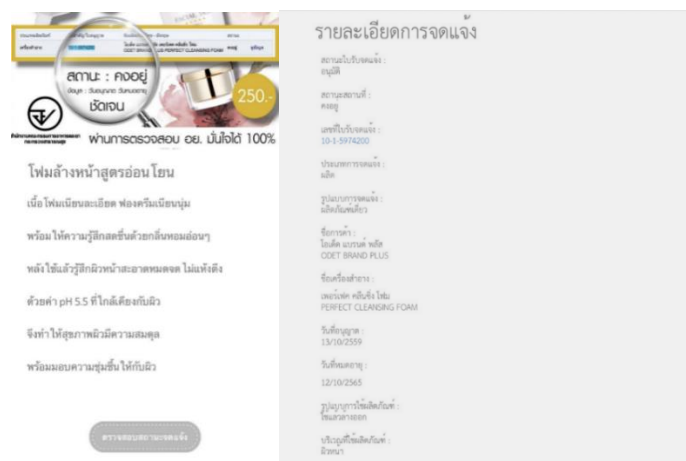 สถานะ : คงอยู่
ข้อมูล : วันอนุญาต วันหมดอายุ
ชัดเจน
250.-
ผ่านการตรวจสอบ อย. มั่นใจได้ 100%
โฟมล้างหน้าสูตรอ่อนโยน
เนื้อโฟมเนียนละเอียด ฟองครีมเนียนนุ่ม
พร้อมให้ความรู้สึกสดชื่นด้วยกลิ่นหอมอ่อนๆ
หลังใช้แล้วรู้สึกผิวหน้าสะอาดหมดจด ไม่แห้งตึง
ด้วยค่า pH 5.5 ที่ใกล้เคียงกับผิว
จึงทำให้สุขภาพผิวมีความสมดุล
พร้อมมอบความชุ่มชื้นให้กับผิว
ตรวจสอบสถานะจดแจ้ง
รายละเอียดการจดแจ้ง
สถานะใบรับจดแจ้ง :
อนุมัติ
สถานะสถานที่ :
คงอยู่
เลขที่ใบรับจดแจ้ง :
10-1-5974200
ประเภทการจดแจ้ง :
ผลิต
รูปแบบการจดแจ้ง :
ผลิตภัณฑ์เดี่ยว
ชื่อการค้า :
โอเด็ต แบรนด์ พลัส
ODET BRAND PLUS
ชื่อเครื่องสำอาง :
เพอร์เฟค คลีนซิ่ง โฟม
PERFECT CLEANSING FOAM
วันที่อนุญาต :
13/10/2559
วันที่หมดอายุ :
12/10/2565
รูปแบบการใช้ผลิตภัณฑ์ :
ใช้แล้วล้างออก
บริเวณที่ใช้ผลิตภัณฑ์ :
ผิวหน้า